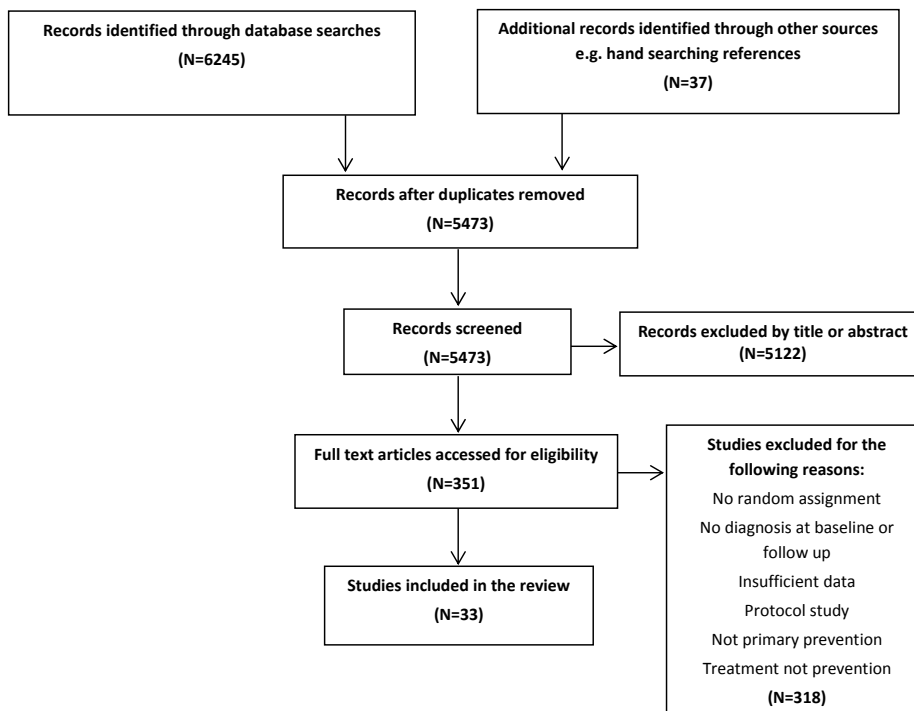 Records identified through database searches
(N=6245)
Additional records identified through other sources
e.g. hand searching references
(N=37)
Records after duplicates removed
(N=5473)
Records screened
(N=5473)
Records excluded by title or abstract
(N=5122)
Full text articles accessed for eligibility
(N=351)
Studies excluded for the
following reasons:
No random assignment
No diagnosis at baseline or
follow up
Insufficient data
Protocol study
Not primary prevention
Treatment not prevention
(N=318)
Studies included in the review
(N=33)